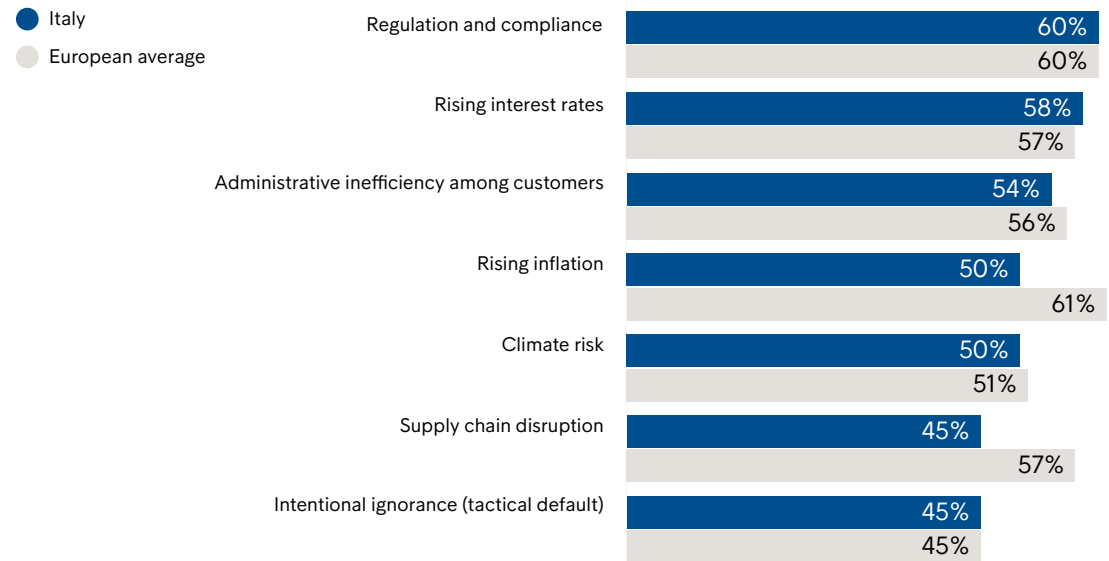 Italy
European average
Regulation and compliance
60%
60%
Rising interest rates
58%
57%
Administrative inefficiency among customers
54%
56%
Rising inflation
50%
61%
Climate risk
50%
51%
Supply chain disruption
45%
57%
Intentional ignorance (tactical default)
45%
45%